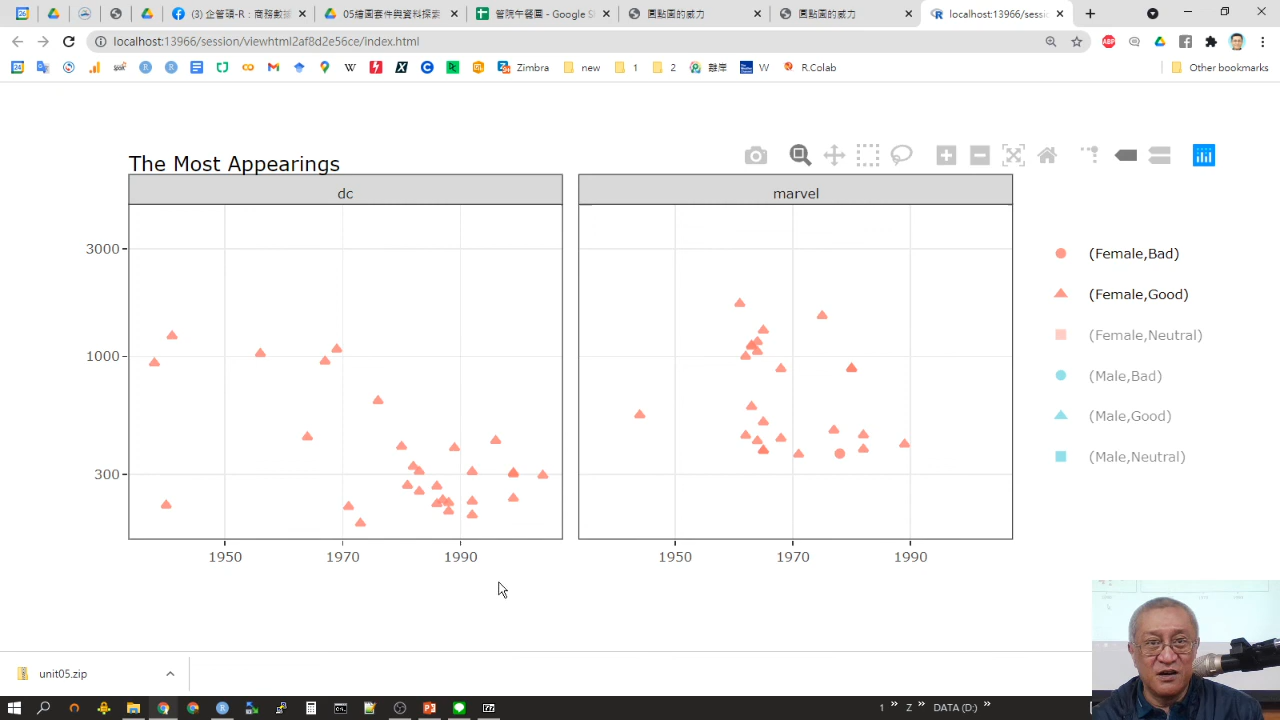 (3) 企管碩-R：商務數據
05繪圖套件與資料探索
管院午餐團 - Google S
圓點圖的威力
圓點圖的威力
localhost:13966/sessi
localhost:13966/session/viewhtml2af8d2e56ce/index.html
Zimbra
new
1
2
離岸
W
R.Colab
Other bookmarks
The Most Appearings
dc
marvel
3000
1000
300
1950
1970
1990
1950
1970
1990
(Female,Bad)
(Female,Good)
(Female,Neutral)
(Male,Bad)
(Male,Good)
(Male,Neutral)
unit05.zip
1
Z
DATA (D:)